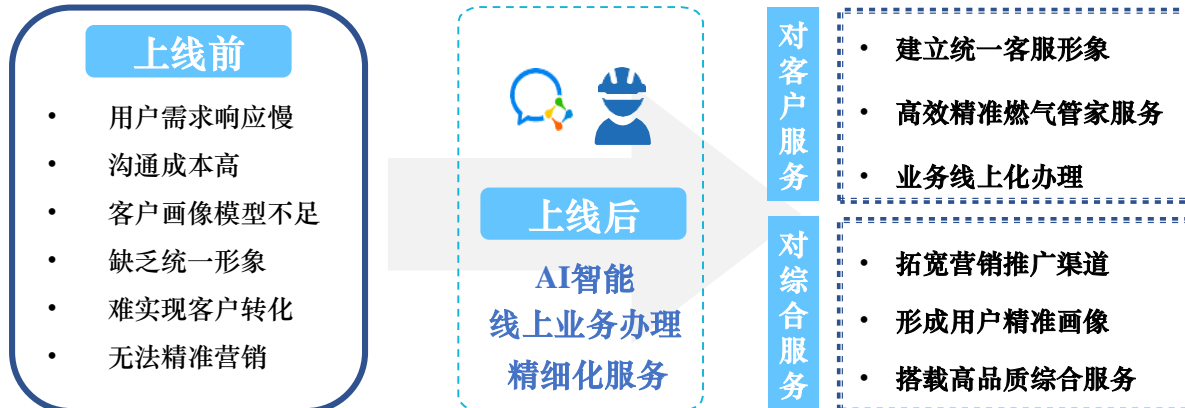 上线前
• 用户需求响应慢
• 沟通成本高
• 客户画像模型不足
• 缺乏统一形象
• 难实现客户转化
• 无法精准营销
上线后
AI智能
线上业务办理
精细化服务
对客户服务
• 建立统一客服形象
• 高效精准燃气管家服务
• 业务线上化办理
对综合服务
• 拓宽营销推广渠道
• 形成用户精准画像
• 搭载高品质综合服务